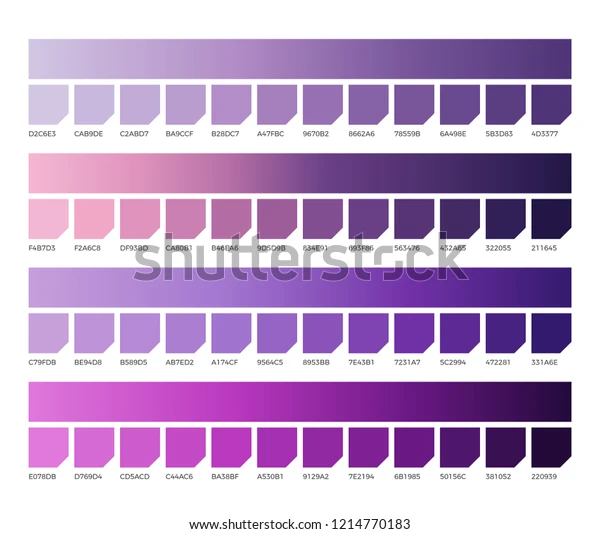 D2C6E3 CAB9DE C2ABD7 BA9CCF B28DC7 A47FBC 9670B2 8662A6 78559B 6A498E 5B3D83 4D3377
F4B7D3 F2A6C8 DF93BD CA80B1 B46EA6 9D5D9B 834E91 693F86 563476 432A65 322055 211645
shutterstock
C79FDB BE94D8 B589D5 AB7ED2 A174CF 9564C5 8953BB 7E43B1 7231A7 5C2994 472281 331A6E
E078DB D769D4 CD5ACD C44AC6 BA38BF A530B1 9129A2 7E2194 6B1985 50156C 381052 220939
www.shutterstock.com · 1214770183